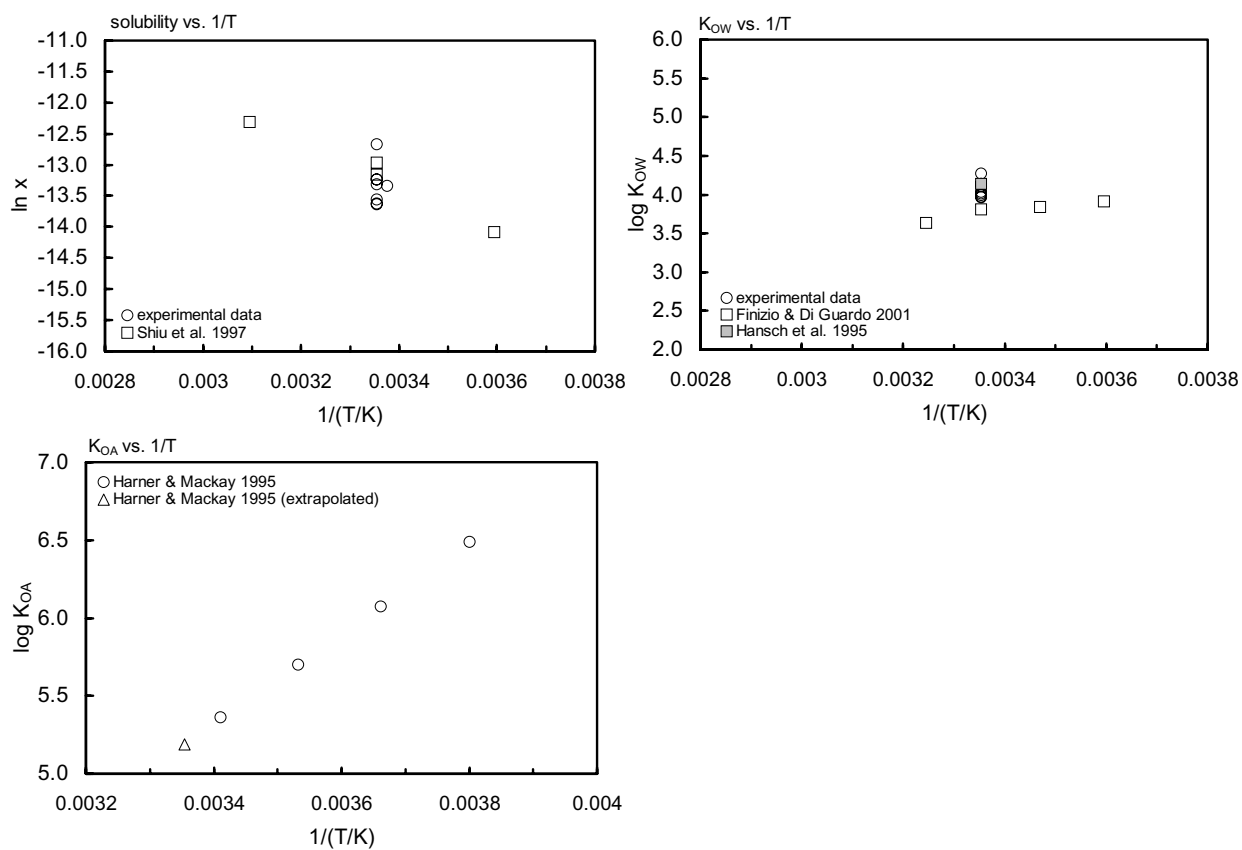 solubility vs. 1/T
-11.0
-11.5
-12.0
-12.5
-13.0
-13.5
-14.0
-14.5
-15.0
-15.5
-16.0
ln x
experimental data
Shiu et al. 1997
0.0028 0.003 0.0032 0.0034 0.0036 0.0038
1/(T/K)
KOW vs. 1/T
6.0
5.5
5.0
4.5
4.0
3.5
3.0
2.5
2.0
log KOW
experimental data
Finizio & Di Guardo 2001
Hansch et al. 1995
0.0028 0.003 0.0032 0.0034 0.0036 0.0038
1/(T/K)
KOA vs. 1/T
7.0
6.5
6.0
5.5
5.0
log KOA
Harner & Mackay 1995
Harner & Mackay 1995 (extrapolated)
0.0032 0.0034 0.0036 0.0038 0.004
1/(T/K)